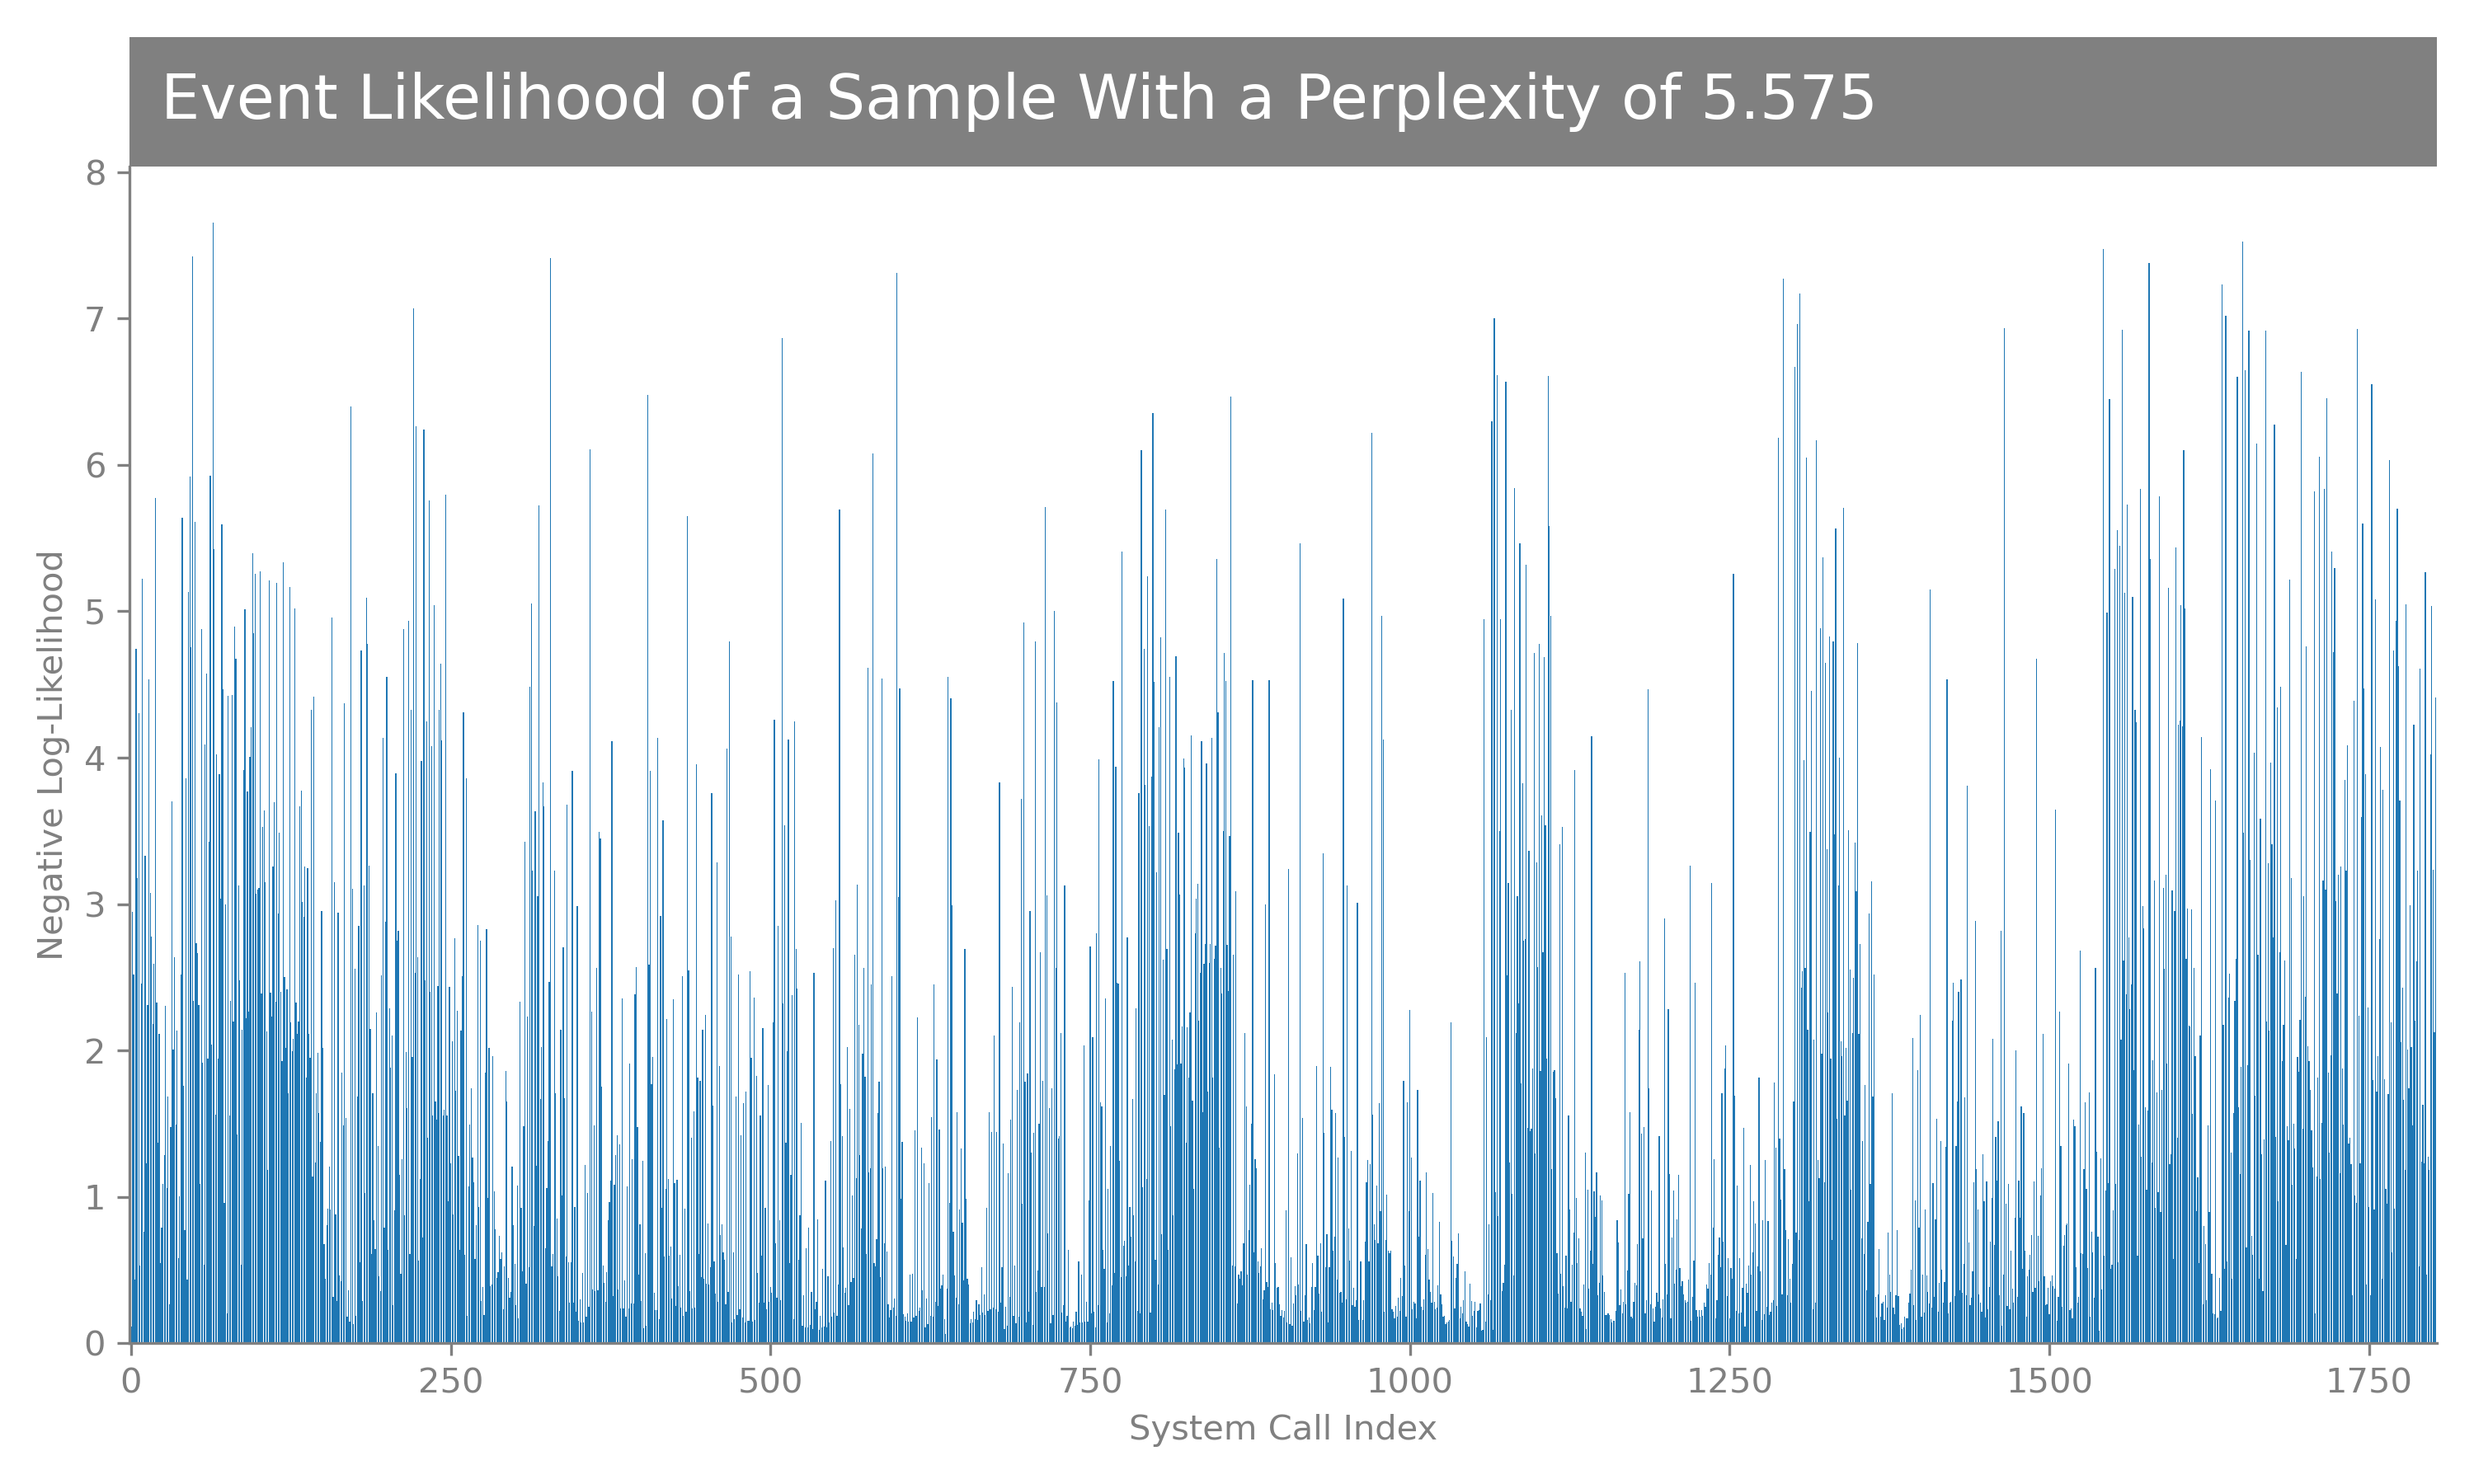 Event Likelihood of a Sample With a Perplexity of 5.575
8
7
6
5
4
3
2
1
0
Negative Log-Likelihood
0 250 500 750 1000 1250 1500 1750
System Call Index